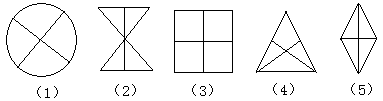 （1） （2） （3） （4） （5）